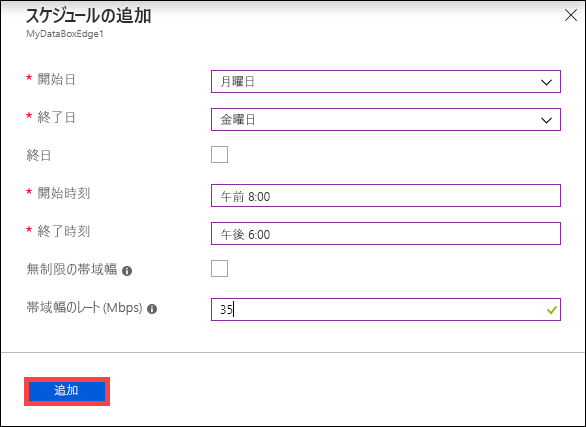 スケジュールの追加
MyDataBoxEdge1
* 開始日
月曜日
* 終了日
金曜日
終日
* 開始時刻
午前 8:00
* 終了時刻
午後 6:00
無制限の帯域幅
帯域幅のレート (Mbps)
35
追加